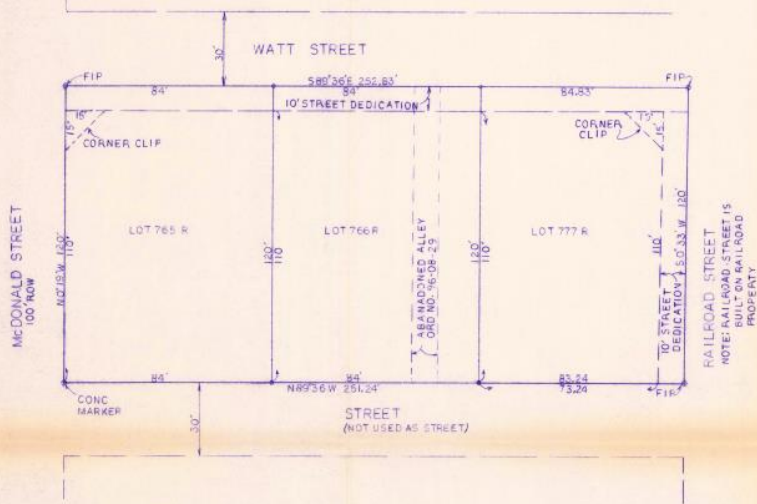 30'
WATT STREET
FIP
S89°36'E 252.83'
FIP
84'
84'
84.83'
10' STREET DEDICATION
15'
15'
CORNER CLIP
15'
15'
CORNER
CLIP
McDONALD STREET
100' ROW
N0°19'W 120'
110'
LOT 765 R
120'
110'
LOT 766R
ABANADONED ALLEY
ORD NO. 96-08-29
120'
110'
LOT 777 R
110'
10' STREET
DEDICATION
S0°33' W 120'
RAILROAD STREET
NOTE: RAILROAD STREET IS
BUILT ON RAILROAD
PROPERTY
84'
84'
83.24
N89°36'W 251.24'
73.24
FIP
CONC
MARKER
STREET
(NOT USED AS STREET)
30'